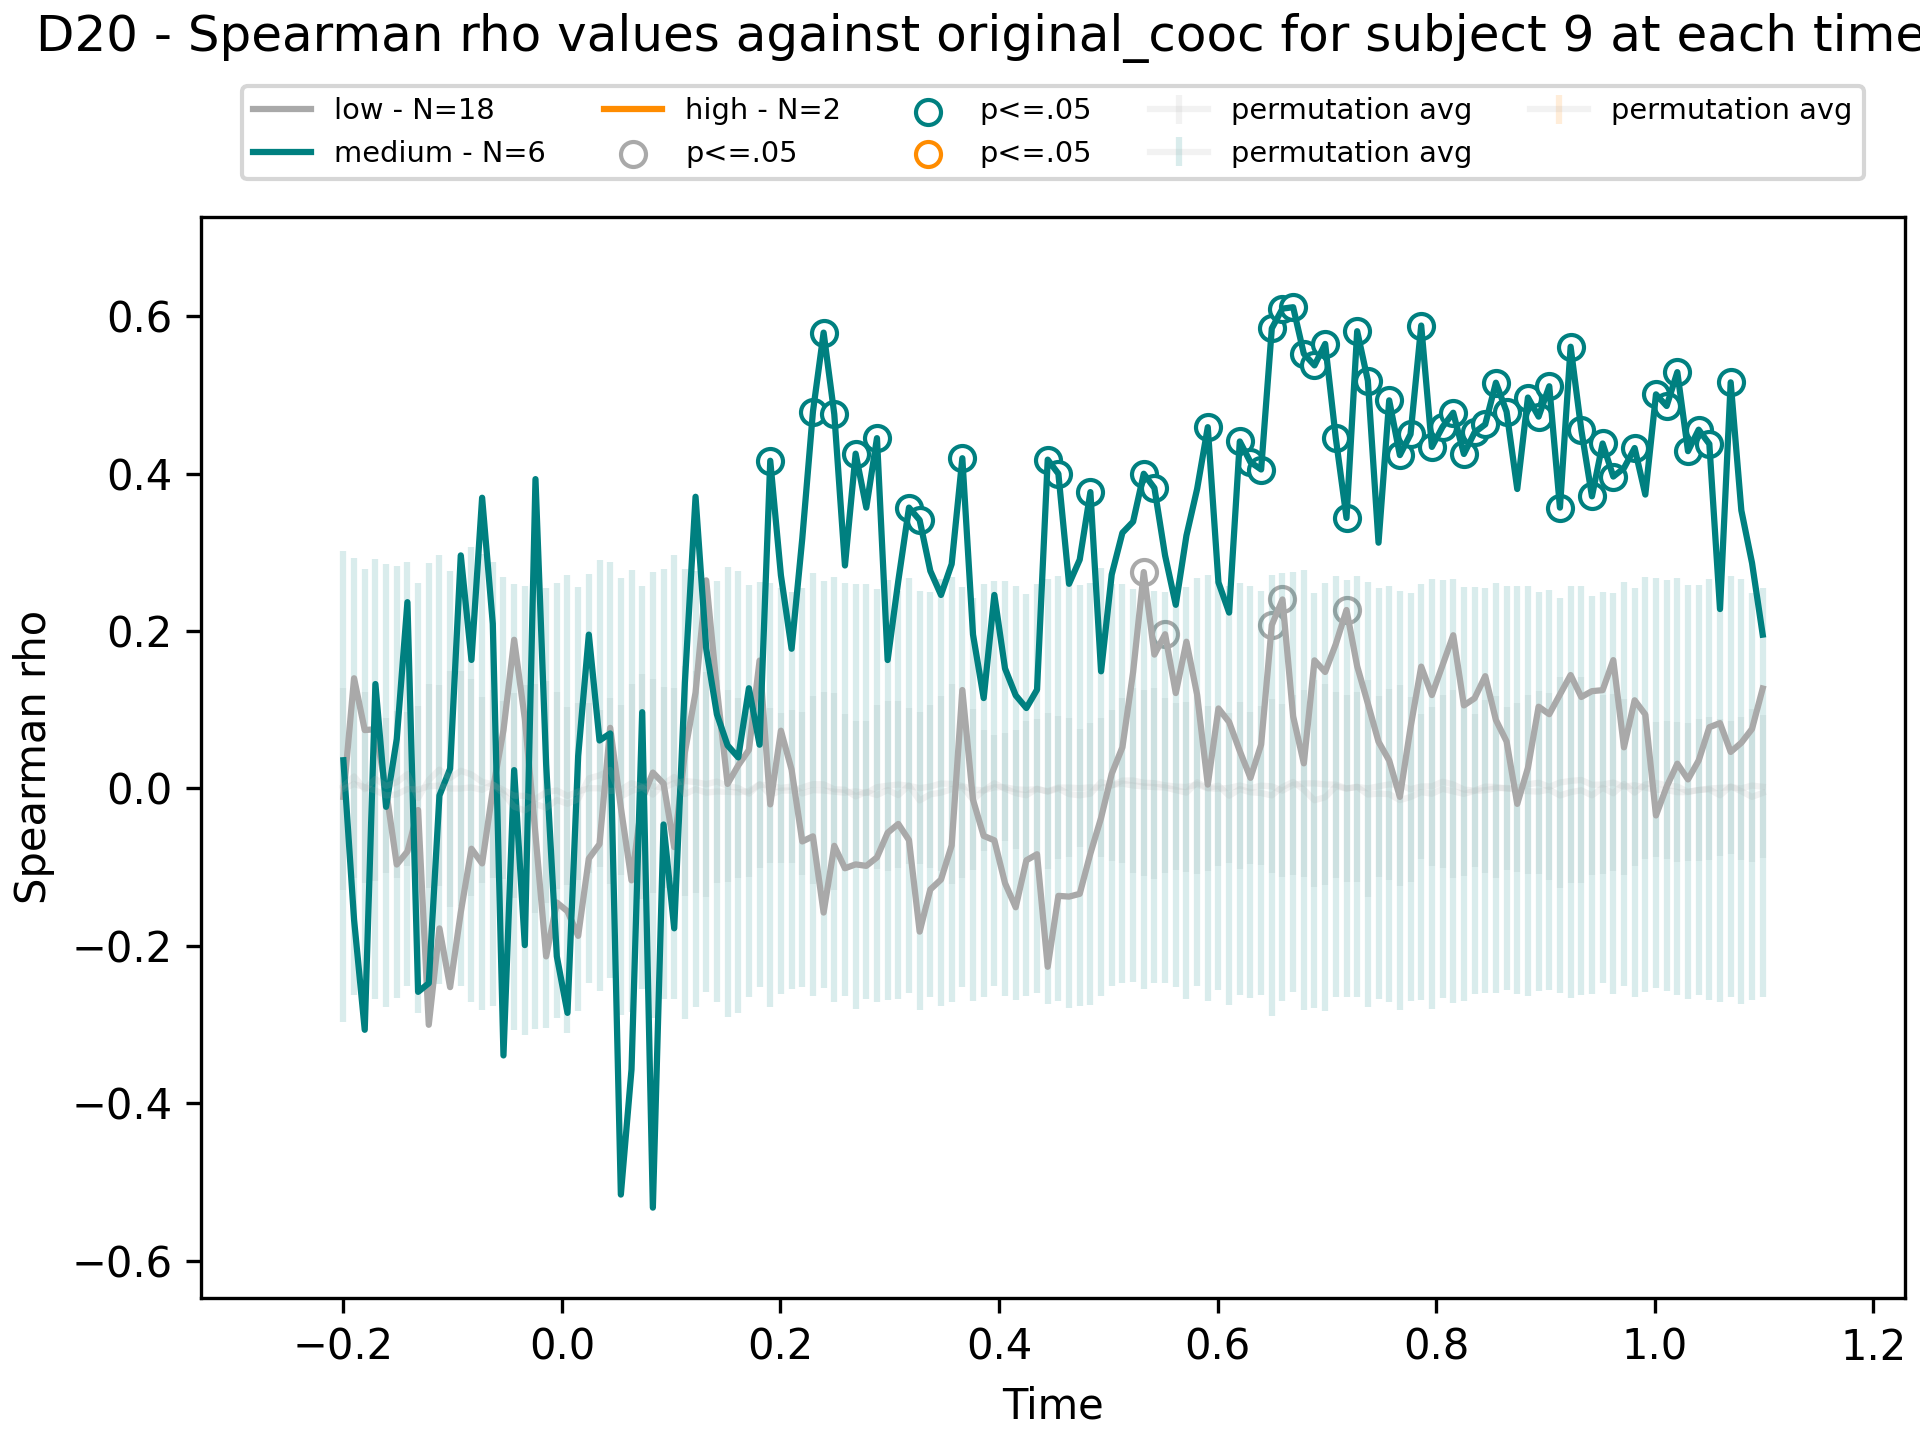 D20 - Spearman rho values against original_cooc for subject 9 at each time
low - N=18
medium - N=6
high - N=2
p<=.05
p<=.05
p<=.05
permutation avg
permutation avg
permutation avg
Spearman rho
0.6
0.4
0.2
0.0
−0.2
−0.4
−0.6
−0.2 0.0 0.2 0.4 0.6 0.8 1.0 1.2
Time